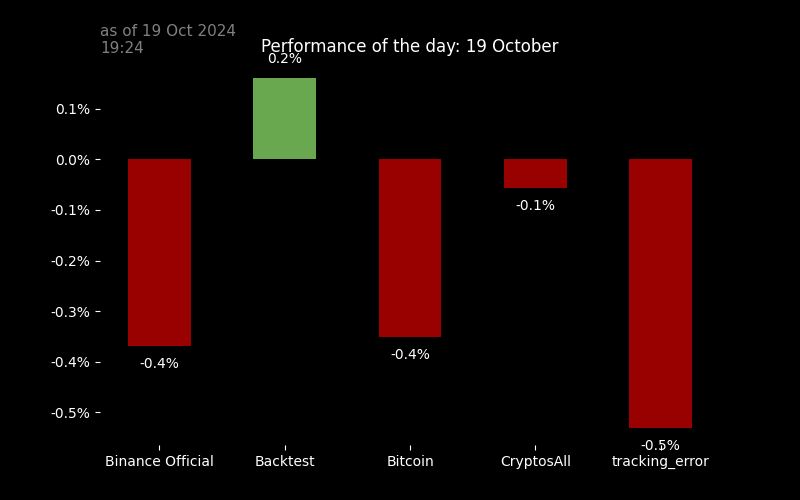 as of 19 Oct 2024
19:24
Performance of the day: 19 October
0.2%
0.1%
0.0%
-0.1%
-0.1%
-0.2%
-0.3%
-0.4%
-0.4%
-0.4%
-0.5%
-0.5%
Binance Official
Backtest
Bitcoin
CryptosAll
tracking_error